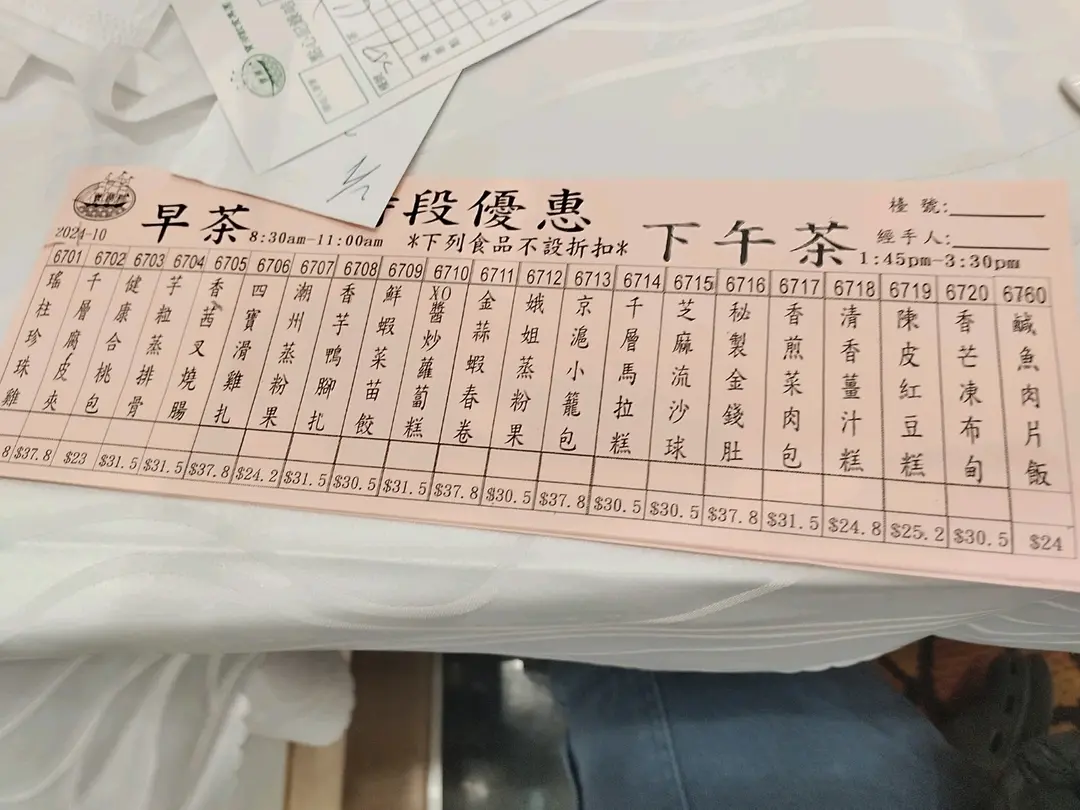 早茶
段優惠
下午茶
檯號:
經手人:
2024-10
8:30am-11:00am
*下列食品不設折扣*
1:45pm-3:30pm
6701 6702 6703 6704 6705 6706 6707 6708 6709 6710 6711 6712 6713 6714 6715 6716 6717 6718 6719 6720 6760
瑤柱珍珠雞
千層腐皮夾
健康合桃包
芋粒蒸排骨
香茜叉燒腸
四寶滑雞扎
潮州蒸粉果
香芋鴨腳扎
鮮蝦菜苗餃
XO醬炒蘿蔔糕
金蒜蝦春卷
娥姐蒸粉果
京滬小籠包
千層馬拉糕
芝麻流沙球
秘製金錢肚
香煎菜肉包
清香薑汁糕
陳皮紅豆糕
香芒凍布甸
鹹魚肉片飯
8 $37.8 $23 $31.5 $31.5 $37.8 $24.2 $31.5 $30.5 $31.5 $37.8 $30.5 $37.8 $30.5 $30.5 $37.8 $31.5 $24.8 $25.2 $30.5 $24